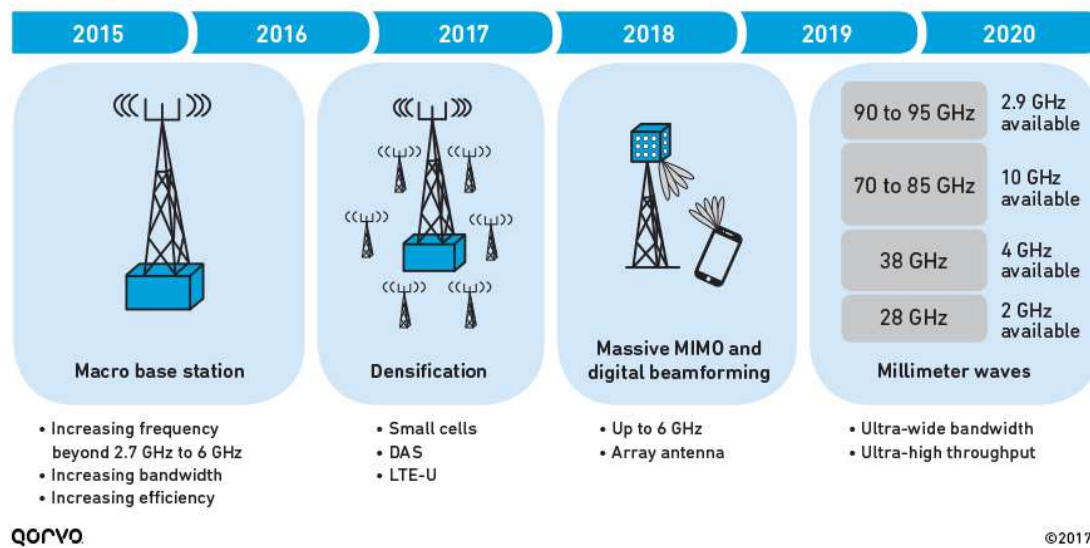 2015
2016
2017
2018
2019
2020
Macro base station
• Increasing frequency
beyond 2.7 GHz to 6 GHz
• Increasing bandwidth
• Increasing efficiency
Densification
• Small cells
• DAS
• LTE-U
Massive MIMO and
digital beamforming
• Up to 6 GHz
• Array antenna
90 to 95 GHz
2.9 GHz
available
70 to 85 GHz
10 GHz
available
38 GHz
4 GHz
available
28 GHz
2 GHz
available
Millimeter waves
• Ultra-wide bandwidth
• Ultra-high throughput
QORVO
©2017